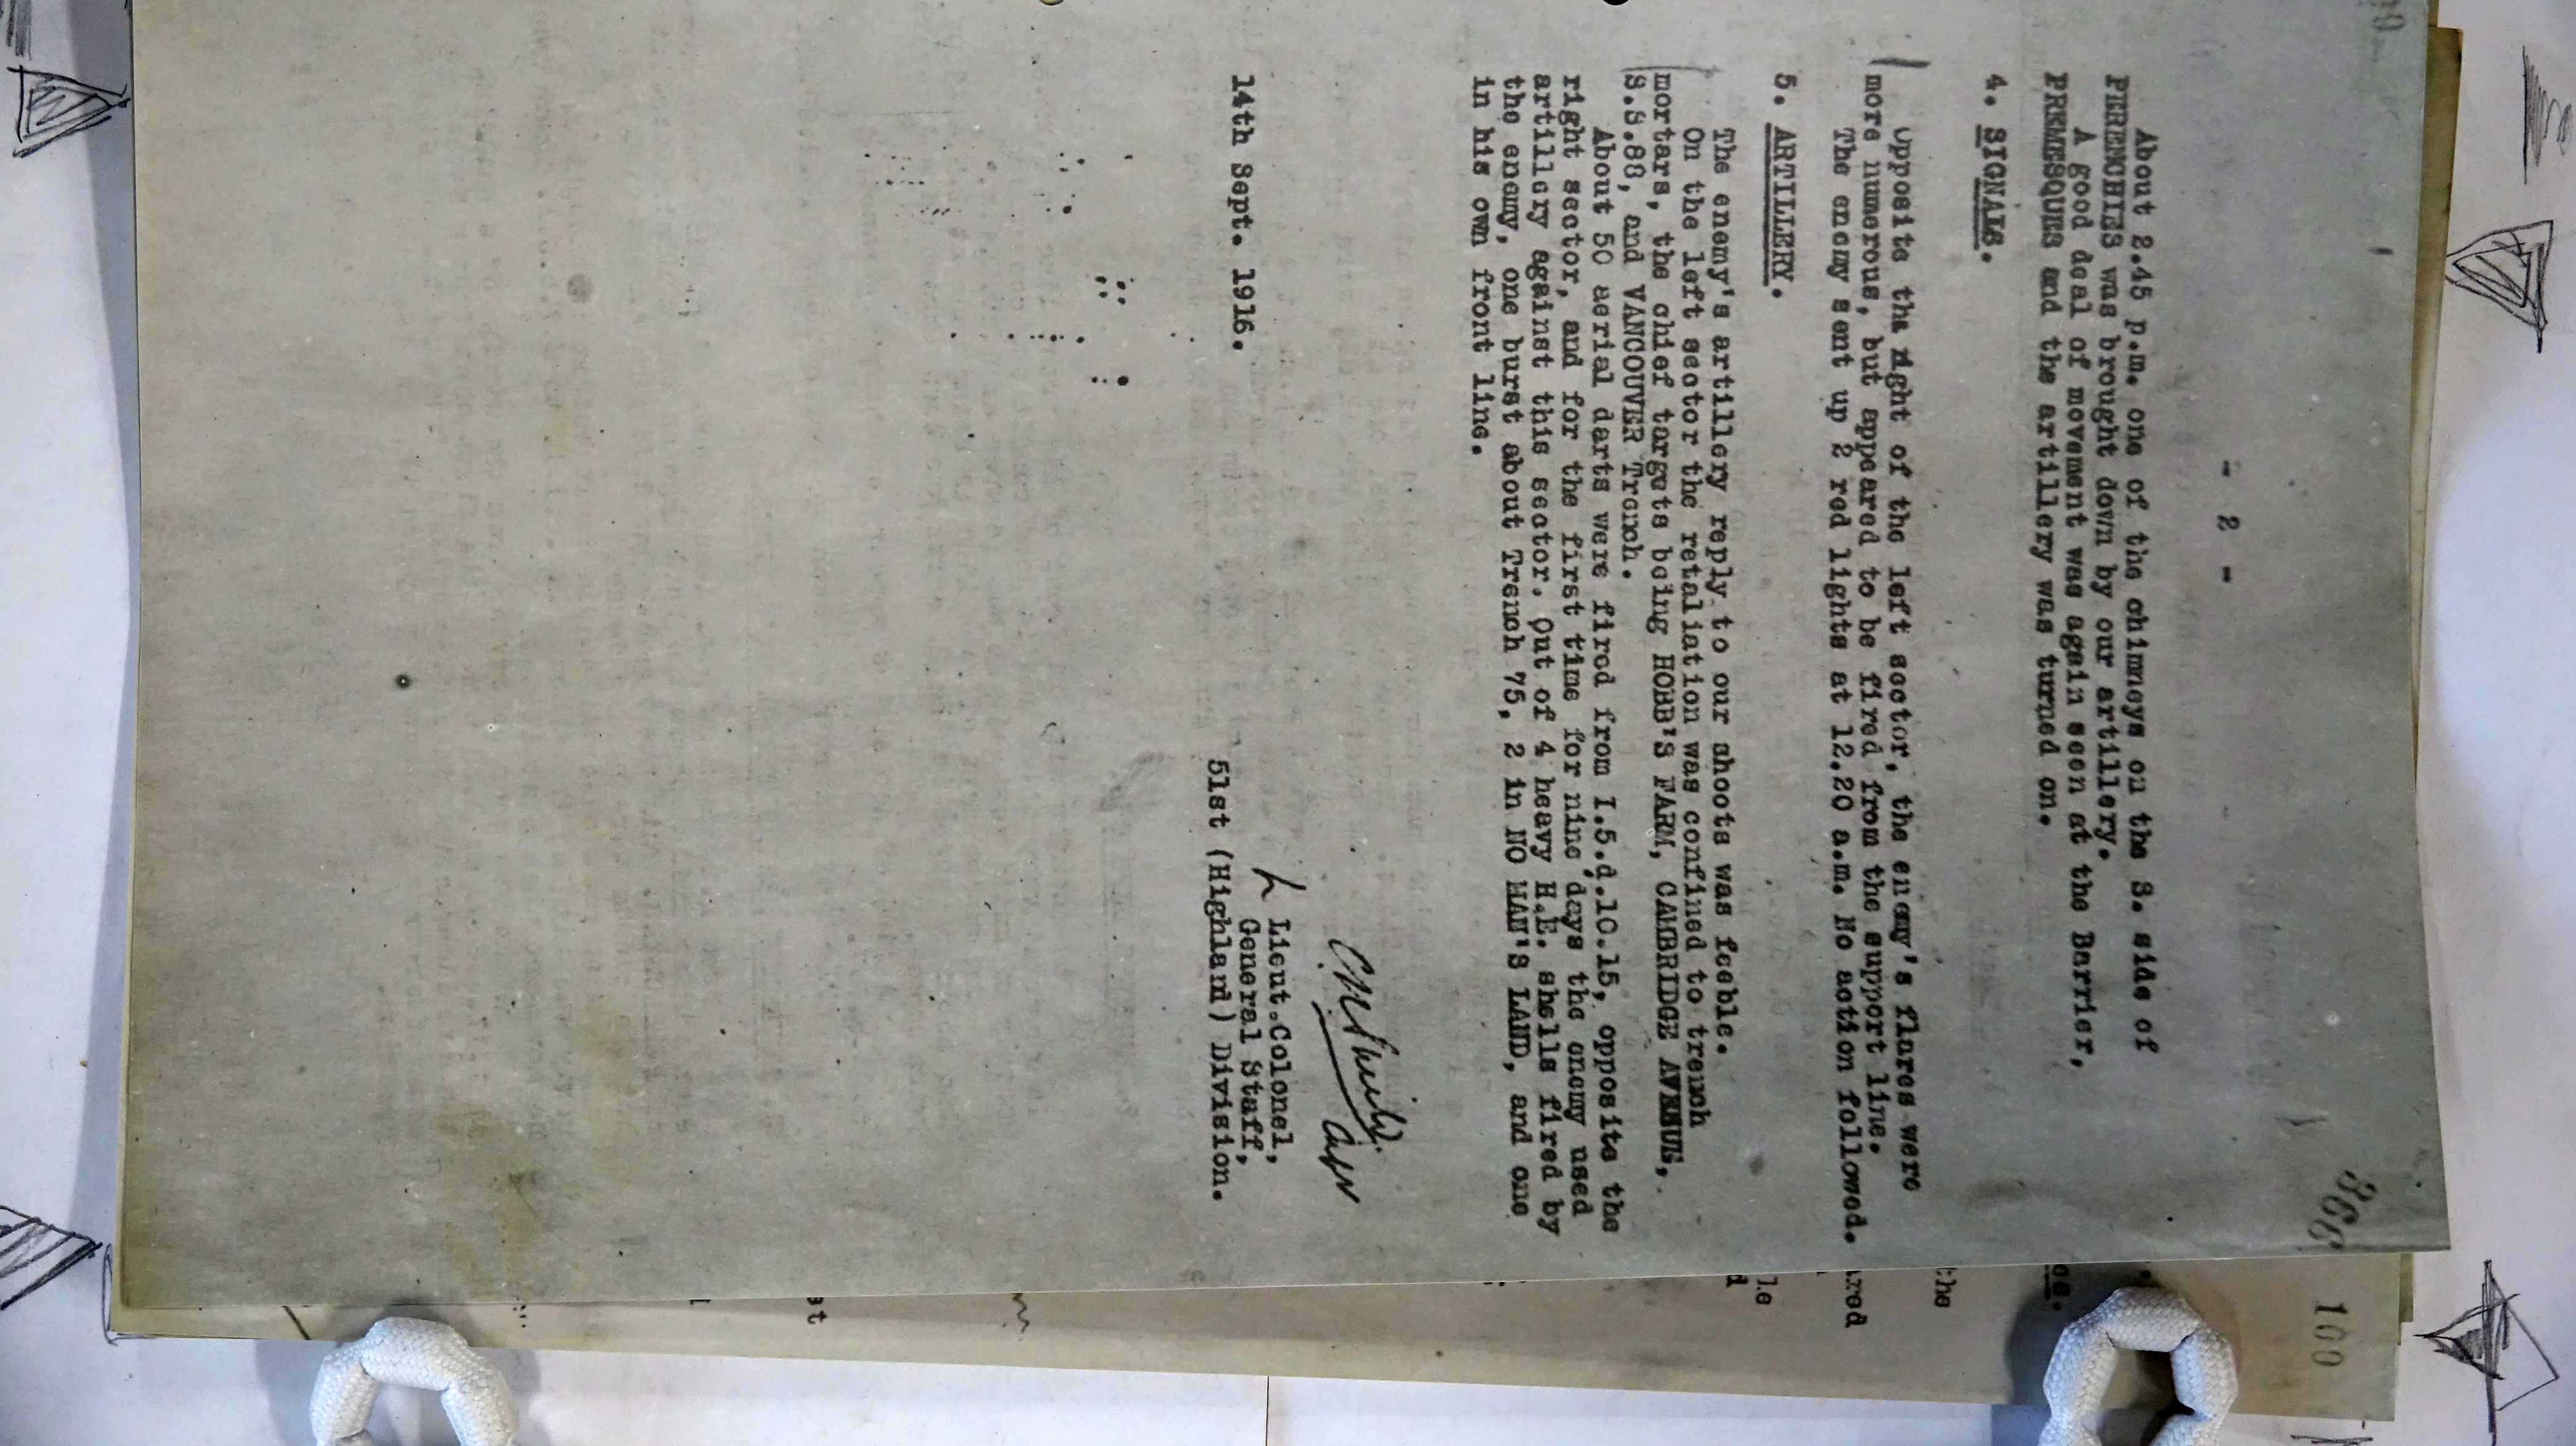 - 2 -
About 2.45 p.m. one of the chimneys on the S. side of
PERENCHIES was brought down by our artillery.
A good deal of movement was again seen at the Barrier,
PREMESQUES and the artillery was turned on.
4. SIGNALS.
Opposite the right of the left sector, the enemy's flares were
more numerous, but appeared to be fired from the support line.
The enemy sent up 2 red lights at 12.20 a.m. No action followed.
5. ARTILLERY.
The enemy's artillery reply to our shoots was feeble.
On the left sector the retaliation was confined to trench
mortars, the chief targets being HOBB'S FARM, CAMBRIDGE AVENUE,
S.S.88, and VANCOUVER Trench.
About 50 aerial darts were fired from I.5.d.10.15, opposite the
right sector, and for the first time for nine days the enemy used
artillery against this sector. Out of 4 heavy H.E. shells fired by
the enemy, one burst about Trench 75, 2 in NO MAN'S LAND, and one
in his own front line.
Lieut.Colonel,
General Staff,
14th Sept. 1916.
51st (Highland) Division.
366
100
the
le
d
ared
es.
st